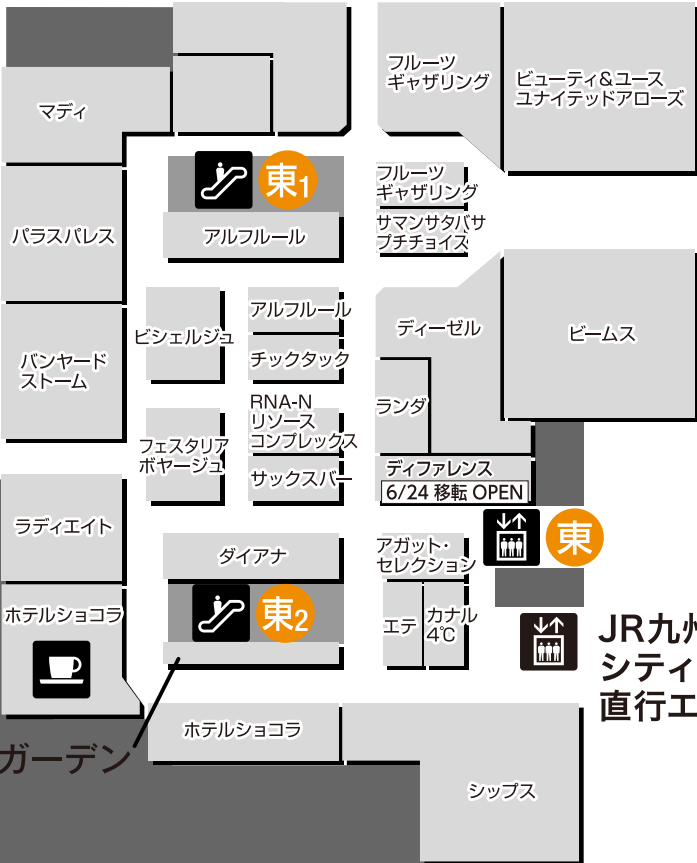 フルーツ
ギャザリング
ビューティ&ユース
ユナイテッドアローズ
マディ
東1
フルーツ
ギャザリング
サマンサタバサ
プチチョイス
パラスパレス
アルフルール
ビシェルジュ
アルフルール
チックタック
ディーゼル
ビームス
バンヤード
ストーム
ランダ
RNA-N
リソース
コンプレックス
フェスタリア
ボヤージュ
サックスバー
ディファレンス
6/24 移転 OPEN
ラディエイト
ダイアナ
アガット・
セレクション
東
ホテルショコラ
東2
エテ
カナル
4℃
JR九州
シティ
直行エ
ホテルショコラ
ガーデン
シップス